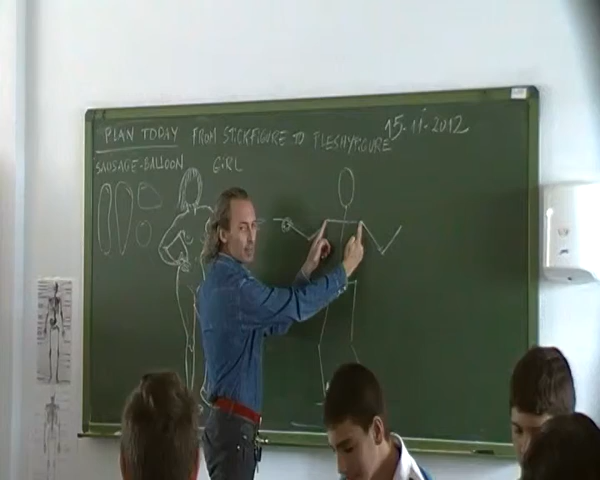 PLAN TODAY FROM STICKFIGURE TO FLESHYFIGURE 15-11-2012
SAUSAGE-BALLOON GIRL